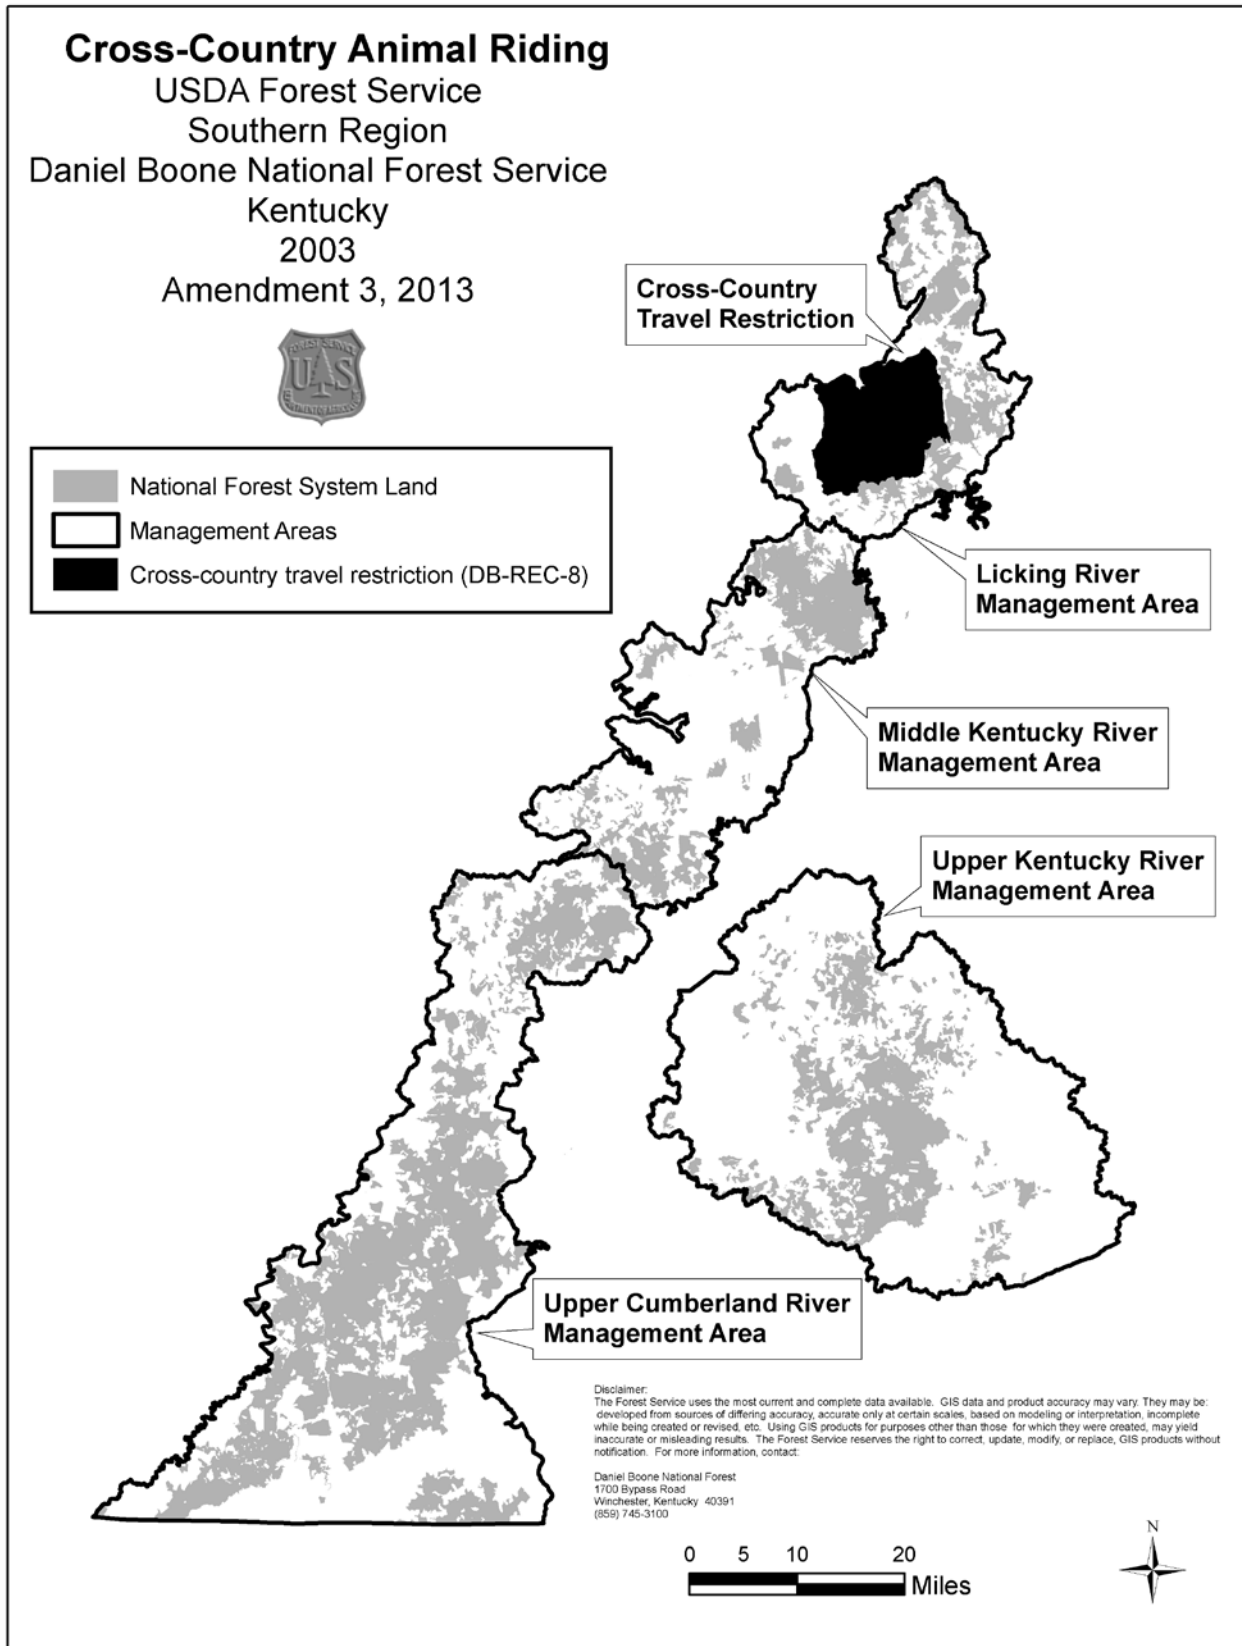 Cross-Country Animal Riding
USDA Forest Service
Southern Region
Daniel Boone National Forest Service
Kentucky
2003
Amendment 3, 2013
FOREST SERVICE
U S
DEPARTMENT OF AGRICULTURE
National Forest System Land
Management Areas
Cross-country travel restriction (DB-REC-8)
Cross-Country
Travel Restriction
Licking River
Management Area
Middle Kentucky River
Management Area
Upper Kentucky River
Management Area
Upper Cumberland River
Management Area
Disclaimer:
The Forest Service uses the most current and complete data available. GIS data and product accuracy may vary. They may be:
developed from sources of differing accuracy, accurate only at certain scales, based on modeling or interpretation, incomplete
while being created or revised, etc. Using GIS products for purposes other than those for which they were created, may yield
inaccurate or misleading results. The Forest Service reserves the right to correct, update, modify, or replace, GIS products without
notification. For more information, contact:
Daniel Boone National Forest
1700 Bypass Road
Winchester, Kentucky 40391
(859) 745-3100
0 5 10 20
Miles
N